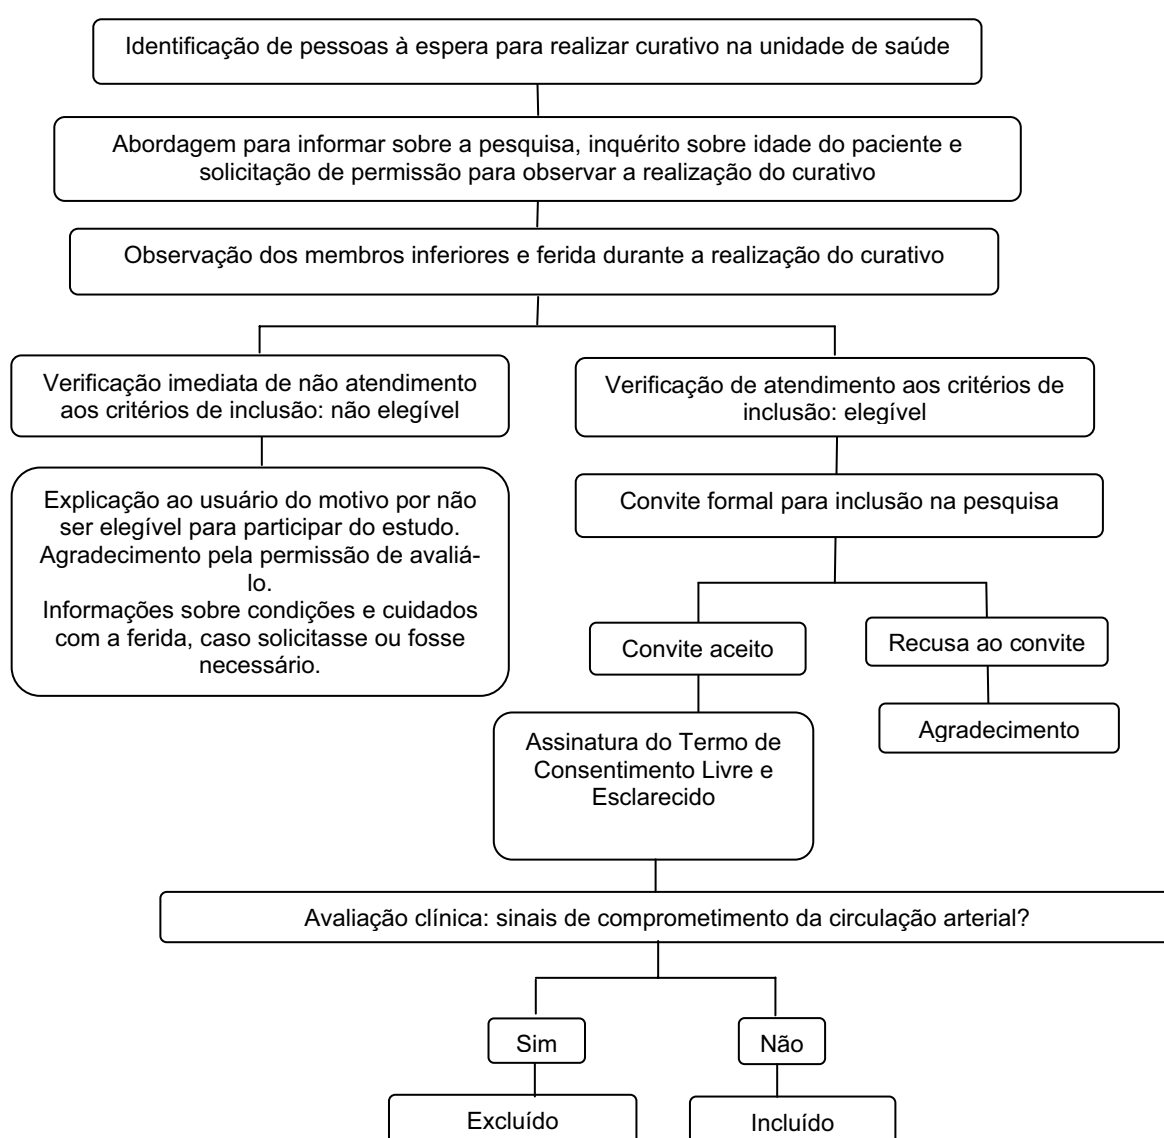 Identificação de pessoas à espera para realizar curativo na unidade de saúde
Abordagem para informar sobre a pesquisa, inquérito sobre idade do paciente e
solicitação de permissão para observar a realização do curativo
Observação dos membros inferiores e ferida durante a realização do curativo
Verificação imediata de não atendimento
aos critérios de inclusão: não elegível
Verificação de atendimento aos critérios de
inclusão: elegível
Explicação ao usuário do motivo por não
ser elegível para participar do estudo.
Agradecimento pela permissão de avaliá-
lo.
Informações sobre condições e cuidados
com a ferida, caso solicitasse ou fosse
necessário.
Convite formal para inclusão na pesquisa
Convite aceito
Recusa ao convite
Agradecimento
Assinatura do Termo de
Consentimento Livre e
Esclarecido
Avaliação clínica: sinais de comprometimento da circulação arterial?
Sim
Não
Excluído
Incluído